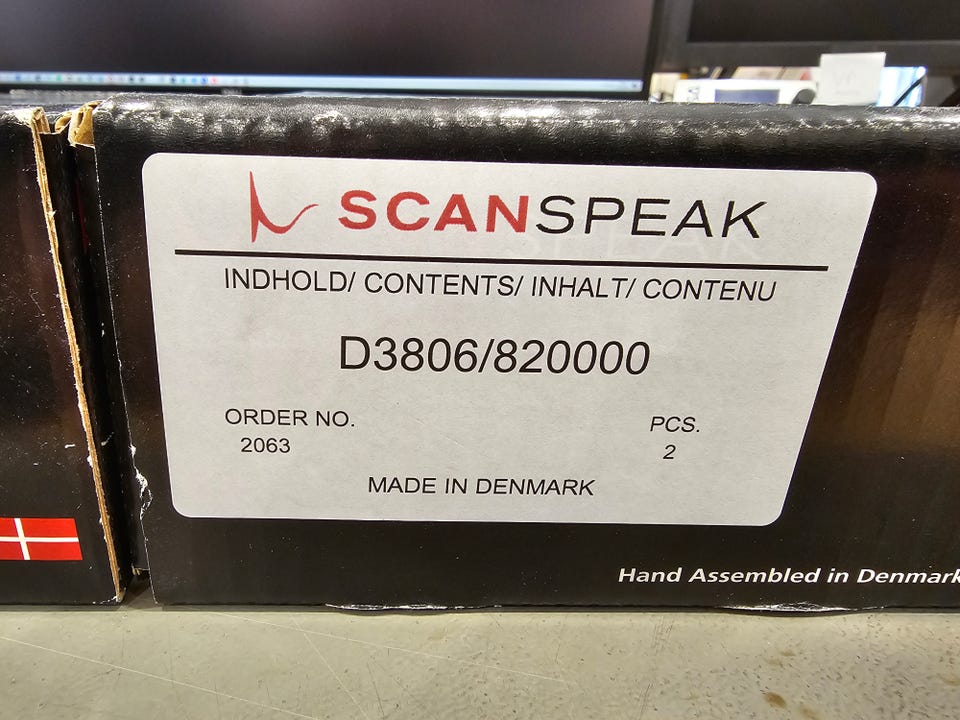 SCANSPEAK
INDHOLD/ CONTENTS/ INHALT/ CONTENU
D3806/820000
ORDER NO.
2063
PCS.
2
MADE IN DENMARK
Hand Assembled in Denmark